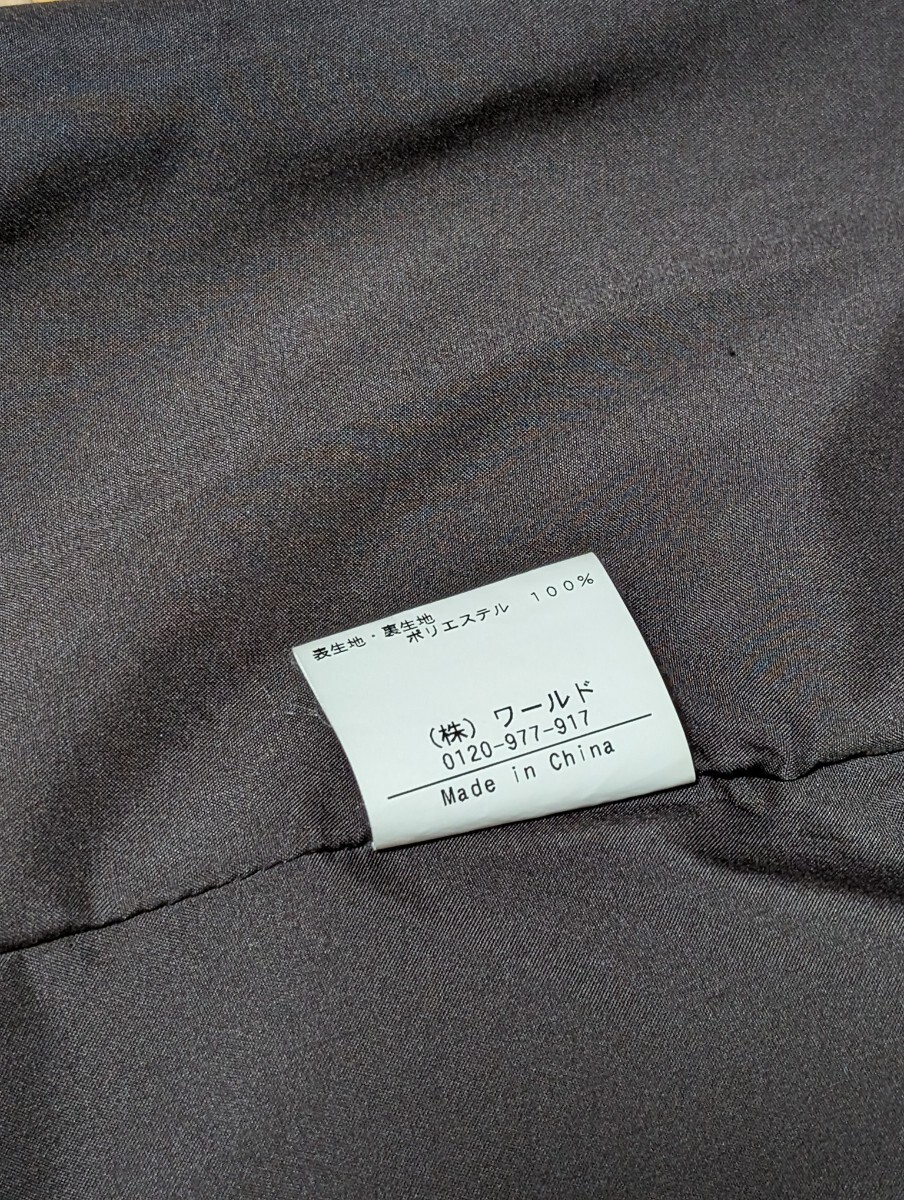 表生地・裏生地
ポリエステル 100%
(株) ワールド
0120-977-917
Made in China